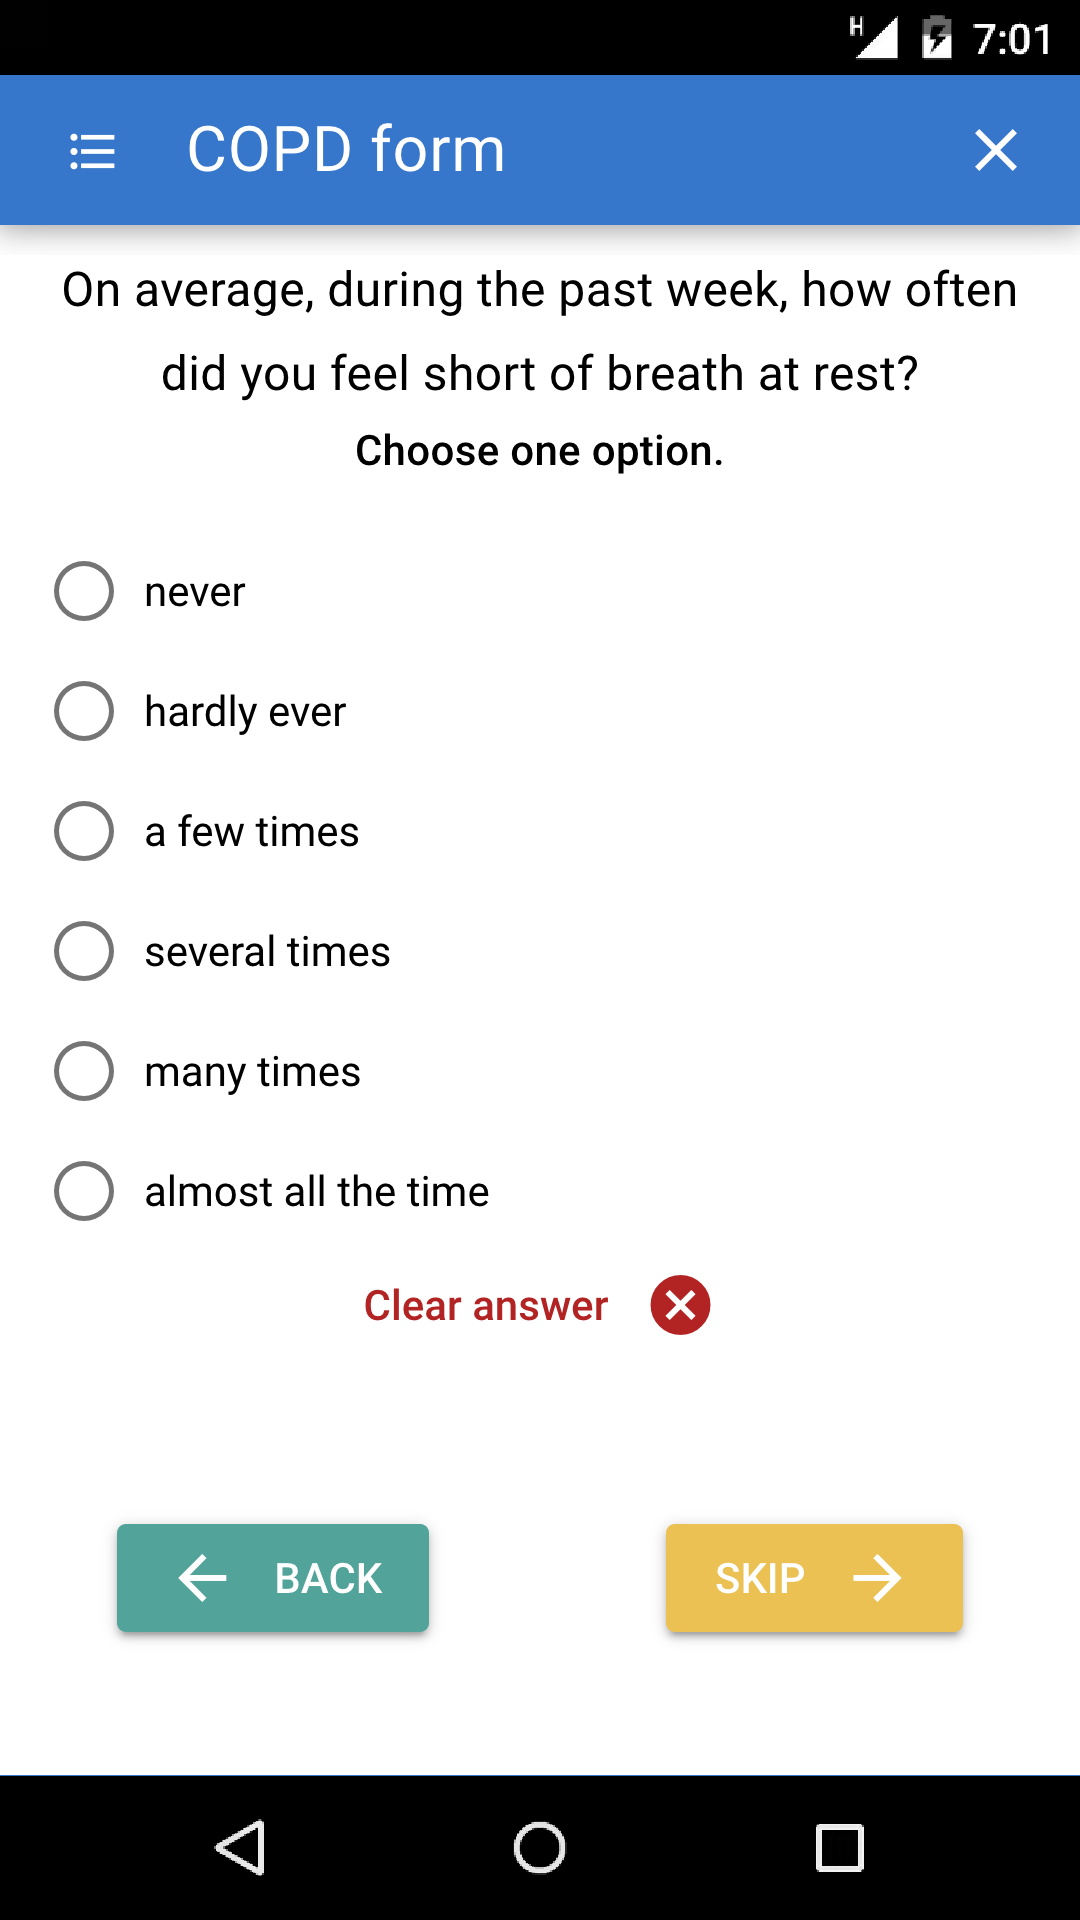 H 7:01
COPD form
On average, during the past week, how often
did you feel short of breath at rest?
Choose one option.
never
hardly ever
a few times
several times
many times
almost all the time
Clear answer
BACK
SKIP